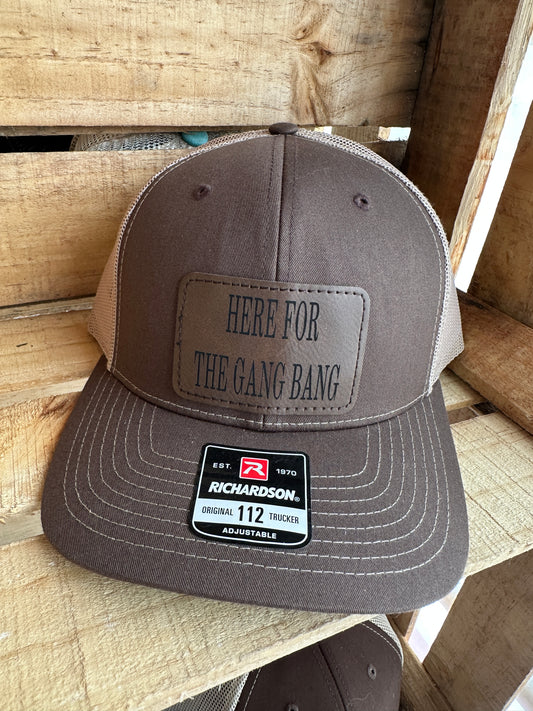 HERE FOR
THE GANG BANG
EST. R 1970
RICHARDSON®
ORIGINAL 112 TRUCKER
ADJUSTABLE